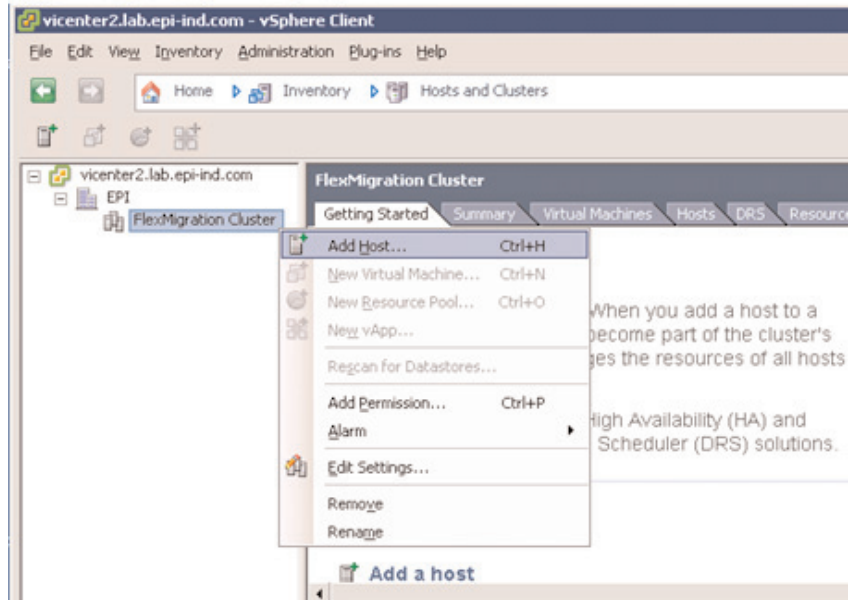 vicenter2.lab.epi-ind.com - vSphere Client
File Edit View Inventory Administration Plug-ins Help
Home Inventory Hosts and Clusters
vicenter2.lab.epi-ind.com
EPI
FlexMigration Cluster
FlexMigration Cluster
Getting Started Summary Virtual Machines Hosts DRS Resource
Add Host... Ctrl+H
New Virtual Machine... Ctrl+N
New Resource Pool... Ctrl+O
New vApp...
Rescan for Datastores...
Add Permission... Ctrl+P
Alarm
Edit Settings...
Remove
Rename
When you add a host to a
become part of the cluster's
ges the resources of all hosts
High Availability (HA) and
Scheduler (DRS) solutions.
Add a host